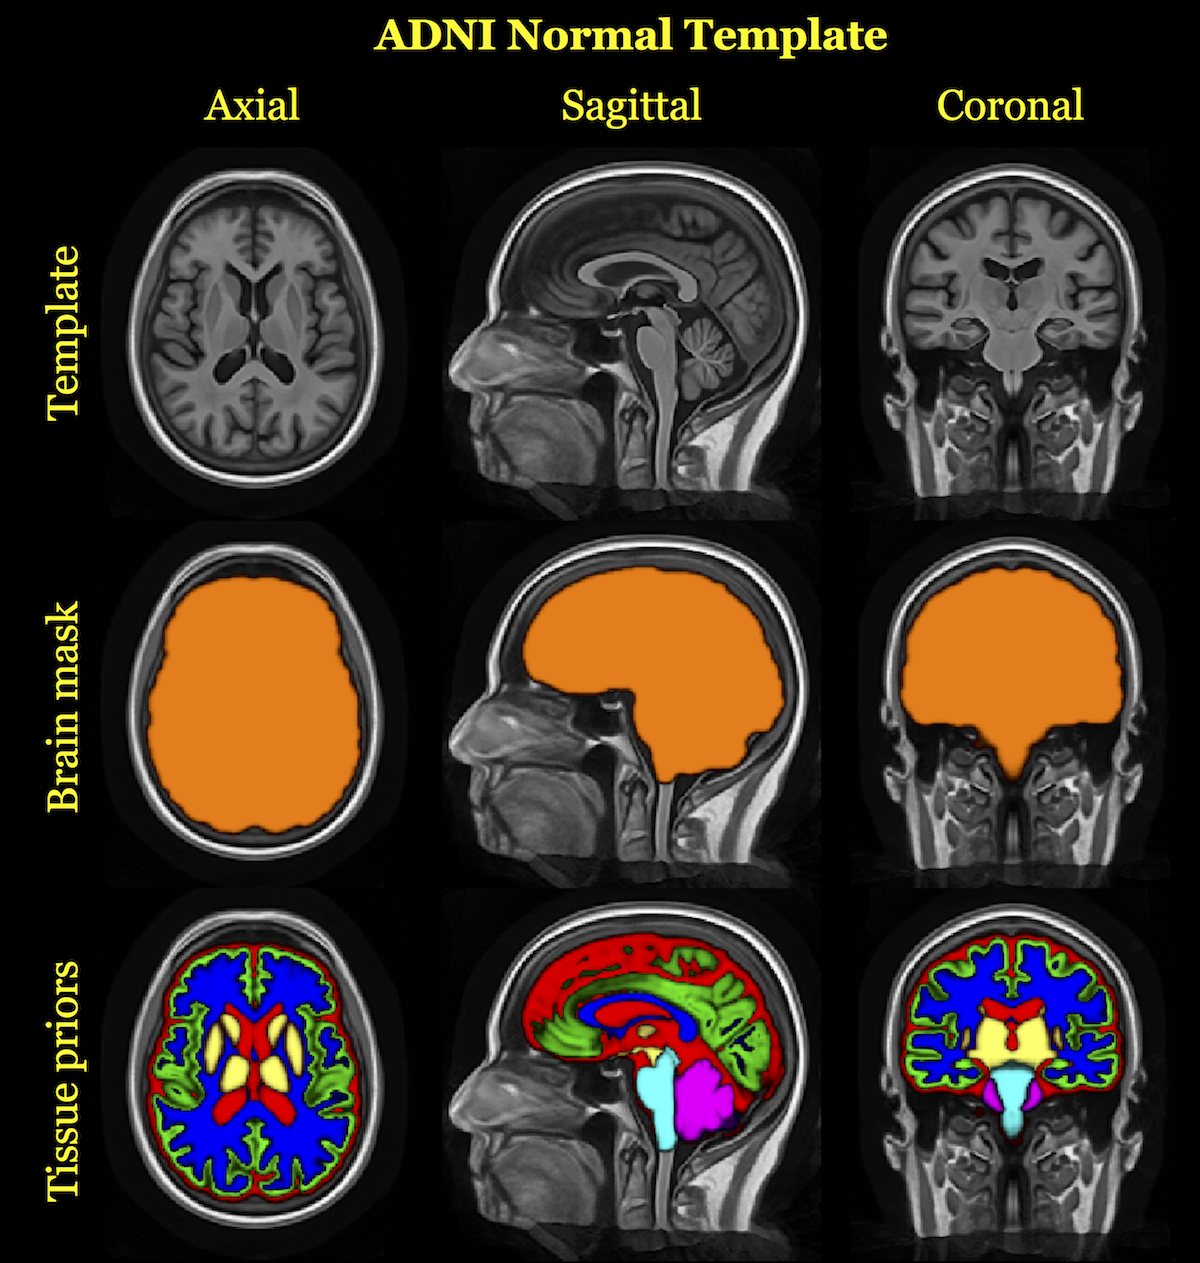 ADNI Normal Template
Axial
Sagittal
Coronal
Template
Brain mask
Tissue priors